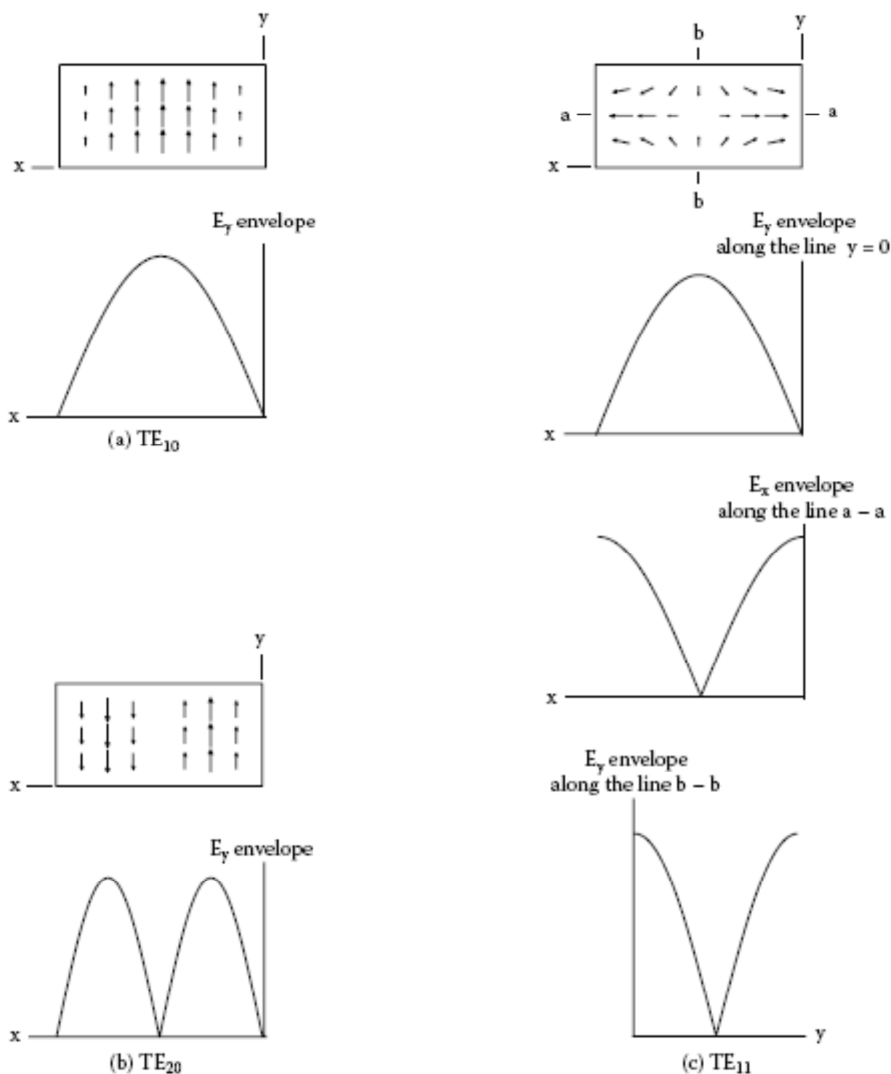 y
x
E_y envelope
x
(a) TE_10
y
x
E_y envelope
x
(b) TE_20
b
y
a
a
x
b
E_y envelope
along the line y = 0
x
E_x envelope
along the line a – a
x
E_y envelope
along the line b – b
y
(c) TE_11